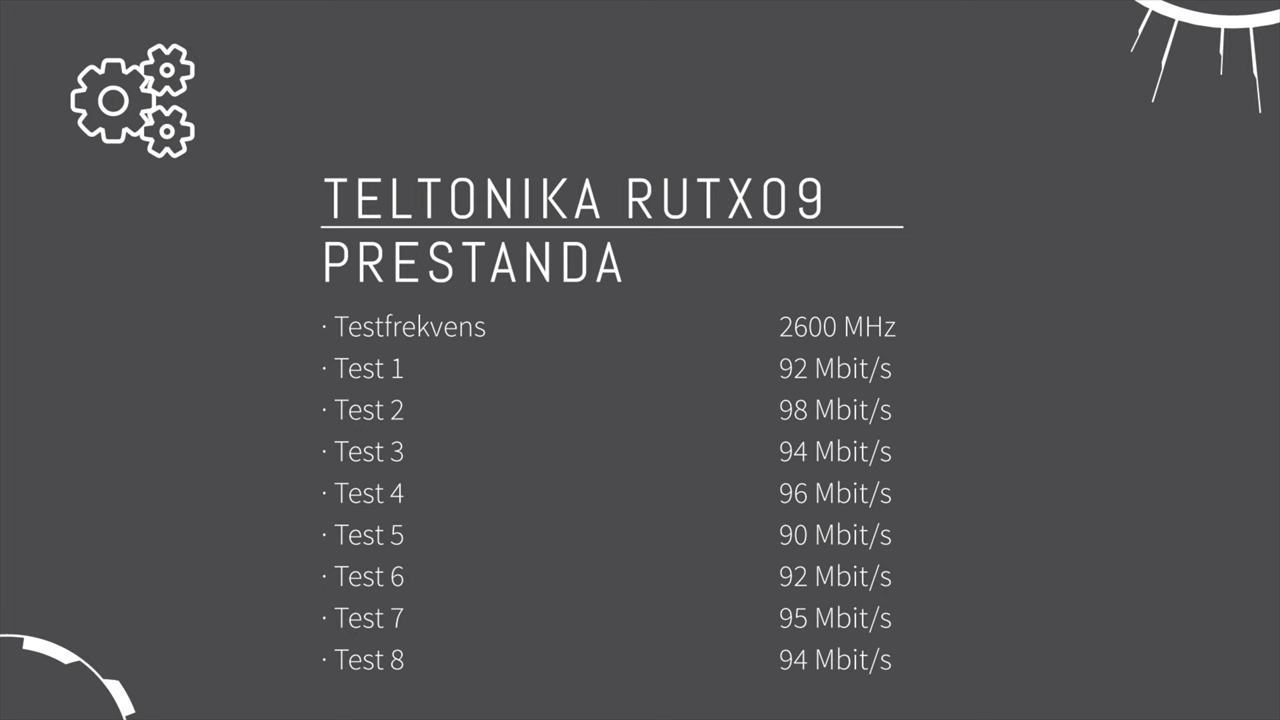 TELTONIKA RUTX09
PRESTANDA
· Testfrekvens 2600 MHz
· Test 1 92 Mbit/s
· Test 2 98 Mbit/s
· Test 3 94 Mbit/s
· Test 4 96 Mbit/s
· Test 5 90 Mbit/s
· Test 6 92 Mbit/s
· Test 7 95 Mbit/s
· Test 8 94 Mbit/s